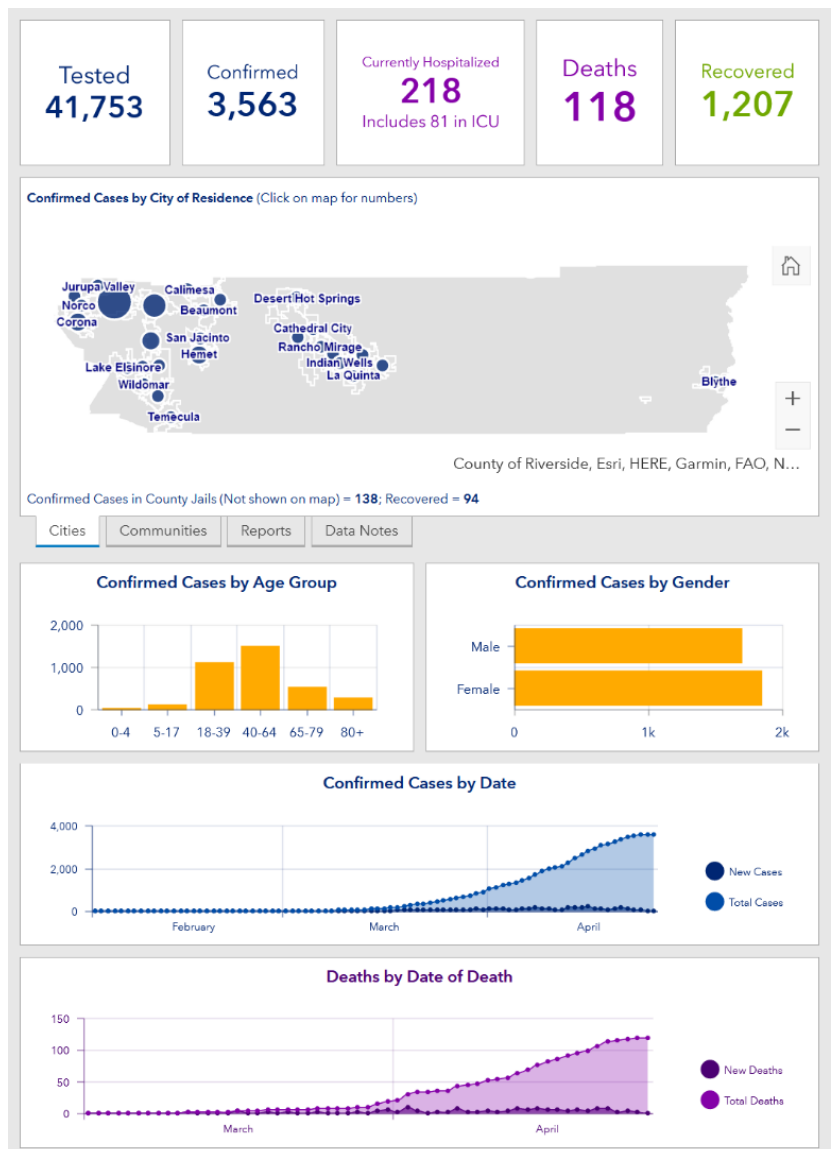 Tested
41,753
Confirmed
3,563
Currently Hospitalized
218
Includes 81 in ICU
Deaths
118
Recovered
1,207
Confirmed Cases by City of Residence (Click on map for numbers)
Jurupa Valley
Calimesa
Norco
Beaumont
Desert Hot Springs
Corona
Cathedral City
San Jacinto
Rancho Mirage
Hemet
Indian Wells
Lake Elsinore
La Quinta
Wildomar
Blythe
Temecula
+
−
County of Riverside, Esri, HERE, Garmin, FAO, N...
Confirmed Cases in County Jails (Not shown on map) = 138; Recovered = 94
Cities
Communities
Reports
Data Notes
Confirmed Cases by Age Group
2,000
1,000
0
0-4 5-17 18-39 40-64 65-79 80+
Confirmed Cases by Gender
Male
Female
0 1k 2k
Confirmed Cases by Date
4,000
2,000
0
February March April
New Cases
Total Cases
Deaths by Date of Death
150
100
50
0
March April
New Deaths
Total Deaths